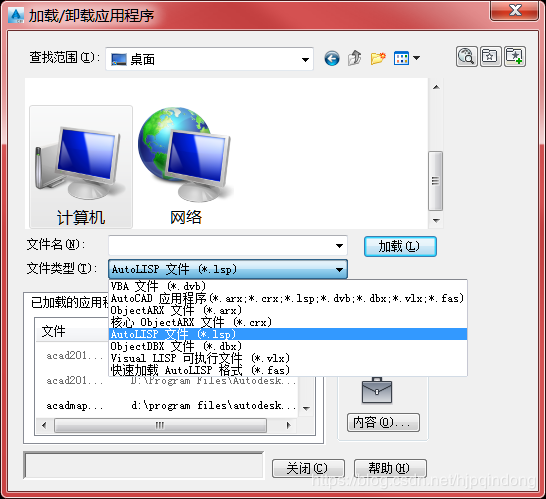 加载/卸载应用程序
查找范围(I):
桌面
计算机
网络
文件名(N):
加载(L)
文件类型(T):
AutoLISP 文件 (*.lsp)
VBA 文件 (*.dvb)
AutoCAD 应用程序(*.arx;*.crx;*.lsp;*.dvb;*.dbx;*.vlx;*.fas)
ObjectARX 文件 (*.arx)
核心 ObjectARX 文件 (*.crx)
AutoLISP 文件 (*.lsp)
ObjectDBX 文件 (*.dbx)
Visual LISP 可执行文件 (*.vlx)
快速加载 AutoLISP 格式 (*.fas)
已加载的应用程
文件
acad201...
acad201... D:\Program Files\Autodesk...
acadmap... d:\program files\autodesk...
内容(O)...
关闭(C)
帮助(H)
https://blog.csdn.net/hjpqindong